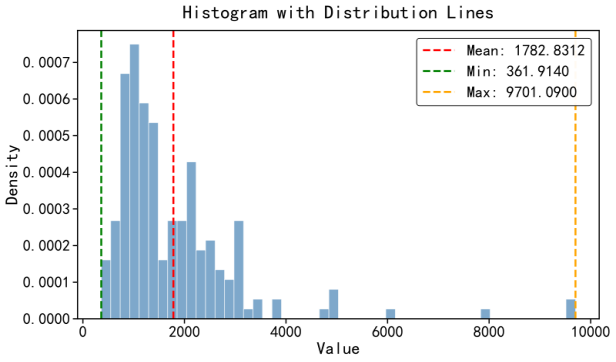 Histogram with Distribution Lines
Mean: 1782.8312
Min: 361.9140
Max: 9701.0900
Density
0.0007
0.0006
0.0005
0.0004
0.0003
0.0002
0.0001
0.0000
0 2000 4000 6000 8000 10000
Value